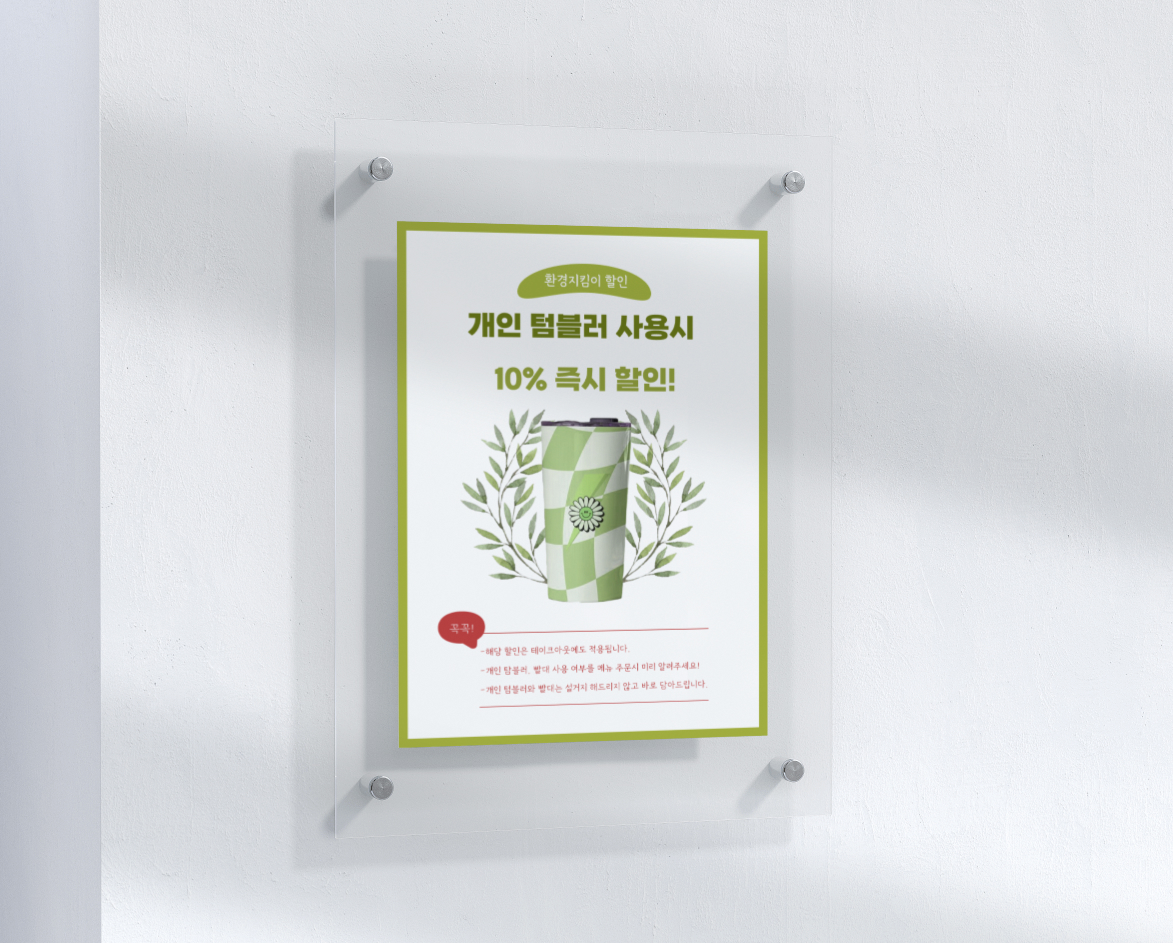 환경지킴이 할인
개인 텀블러 사용시
10% 즉시 할인!
꼭꼭!
-해당 할인은 테이크아웃에도 적용됩니다.
-개인 텀블러, 빨대 사용 여부를 메뉴 주문시 미리 알려주세요!
-개인 텀블러와 빨대는 설거지 해드리지 않고 바로 담아드립니다.